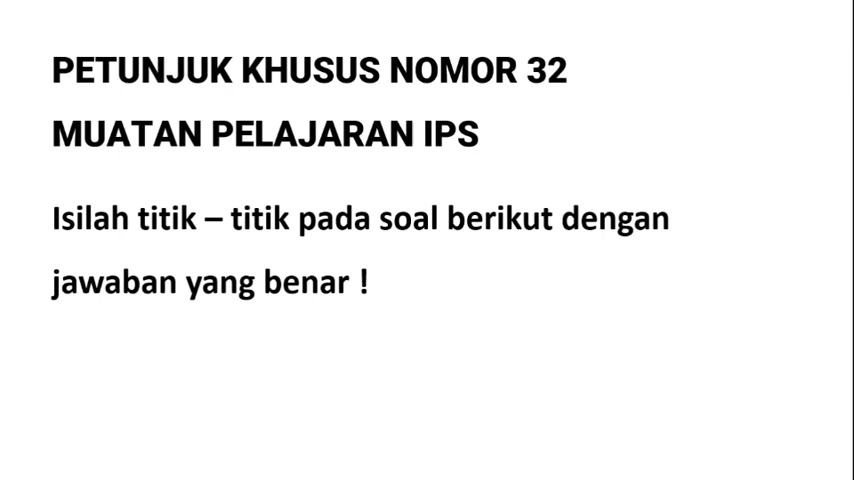 PETUNJUK KHUSUS NOMOR 32
MUATAN PELAJARAN IPS
Isilah titik – titik pada soal berikut dengan
jawaban yang benar !